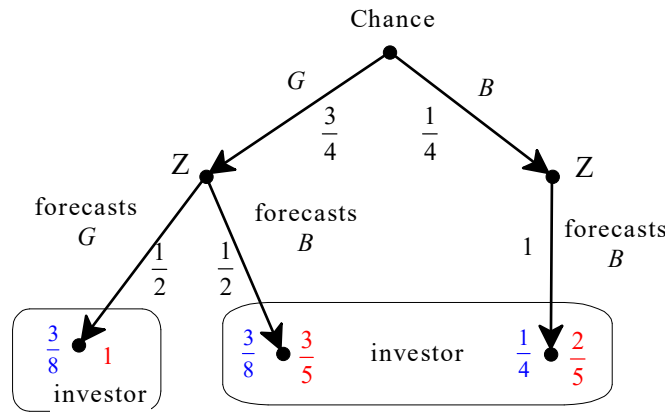 Chance
G
B
3/4
1/4
Z
Z
forecasts
G
forecasts
B
forecasts
B
1/2
1/2
1
3/8
1
investor
3/8
3/5
investor
1/4
2/5